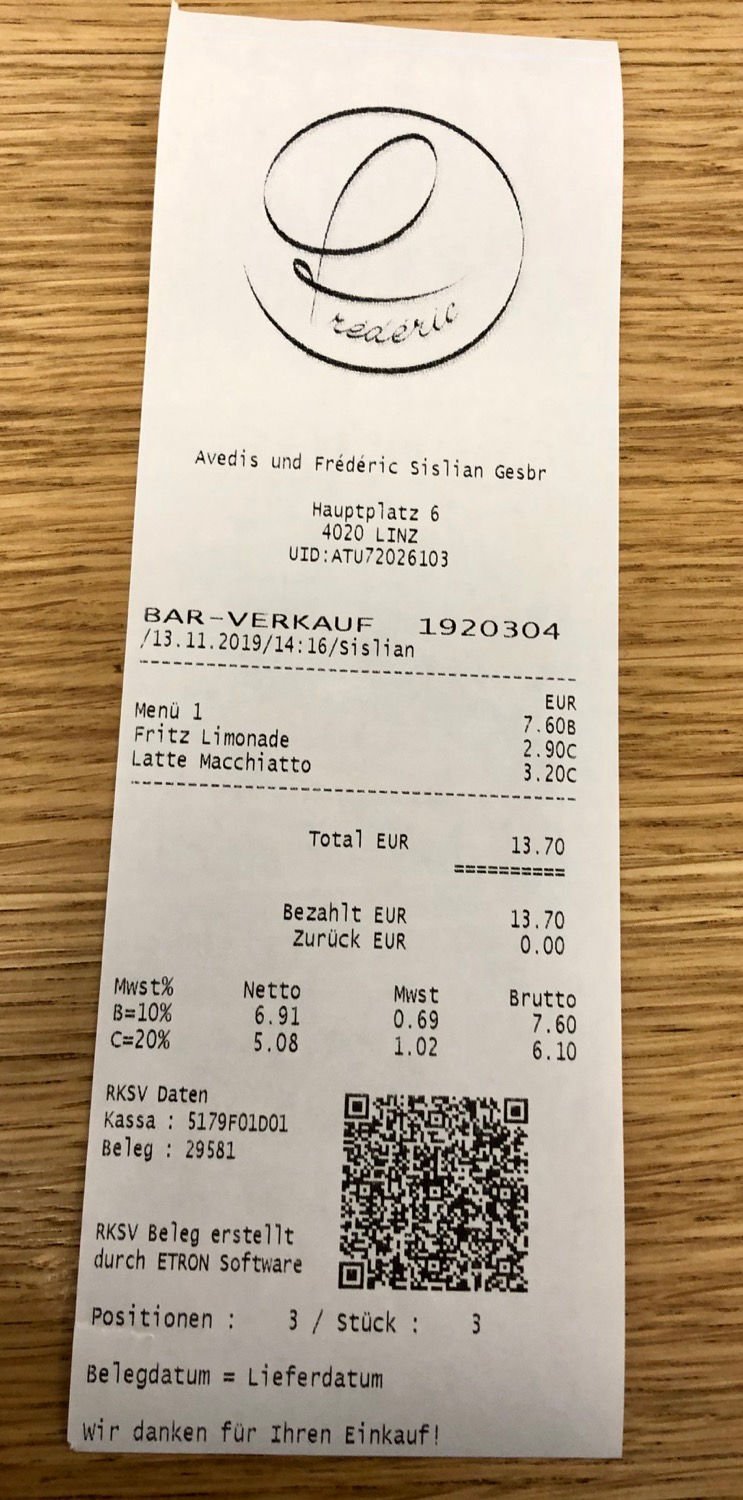 Frédéric
Avedis und Frédéric Sislian Gesbr
Hauptplatz 6
4020 LINZ
UID:ATU72026103
BAR-VERKAUF 1920304
/13.11.2019/14:16/Sislian
EUR
Menü 1 7.60B
Fritz Limonade 2.90C
Latte Macchiatto 3.20C
Total EUR 13.70
==========
Bezahlt EUR 13.70
Zurück EUR 0.00
Mwst% Netto Mwst Brutto
B=10% 6.91 0.69 7.60
C=20% 5.08 1.02 6.10
RKSV Daten
Kassa : 5179F01D01
Beleg : 29581
RKSV Beleg erstellt
durch ETRON Software
Positionen : 3 / Stück : 3
Belegdatum = Lieferdatum
Wir danken für Ihren Einkauf!